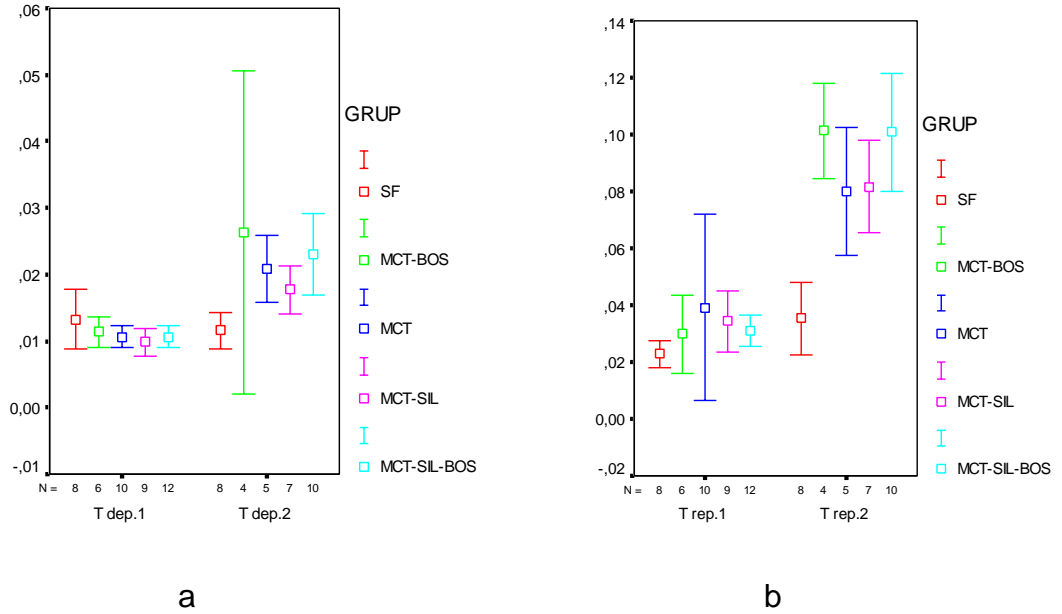 ,06
,05
,04
,03
,02
,01
0,00
-,01
N = 8 6 10 9 12 8 4 5 7 10
T dep.1 T dep.2
GRUP
SF
MCT-BOS
MCT
MCT-SIL
MCT-SIL-BOS
a
,14
,12
,10
,08
,06
,04
,02
0,00
-,02
N = 8 6 10 9 12 8 4 5 7 10
T rep.1 T rep.2
GRUP
SF
MCT-BOS
MCT
MCT-SIL
MCT-SIL-BOS
b